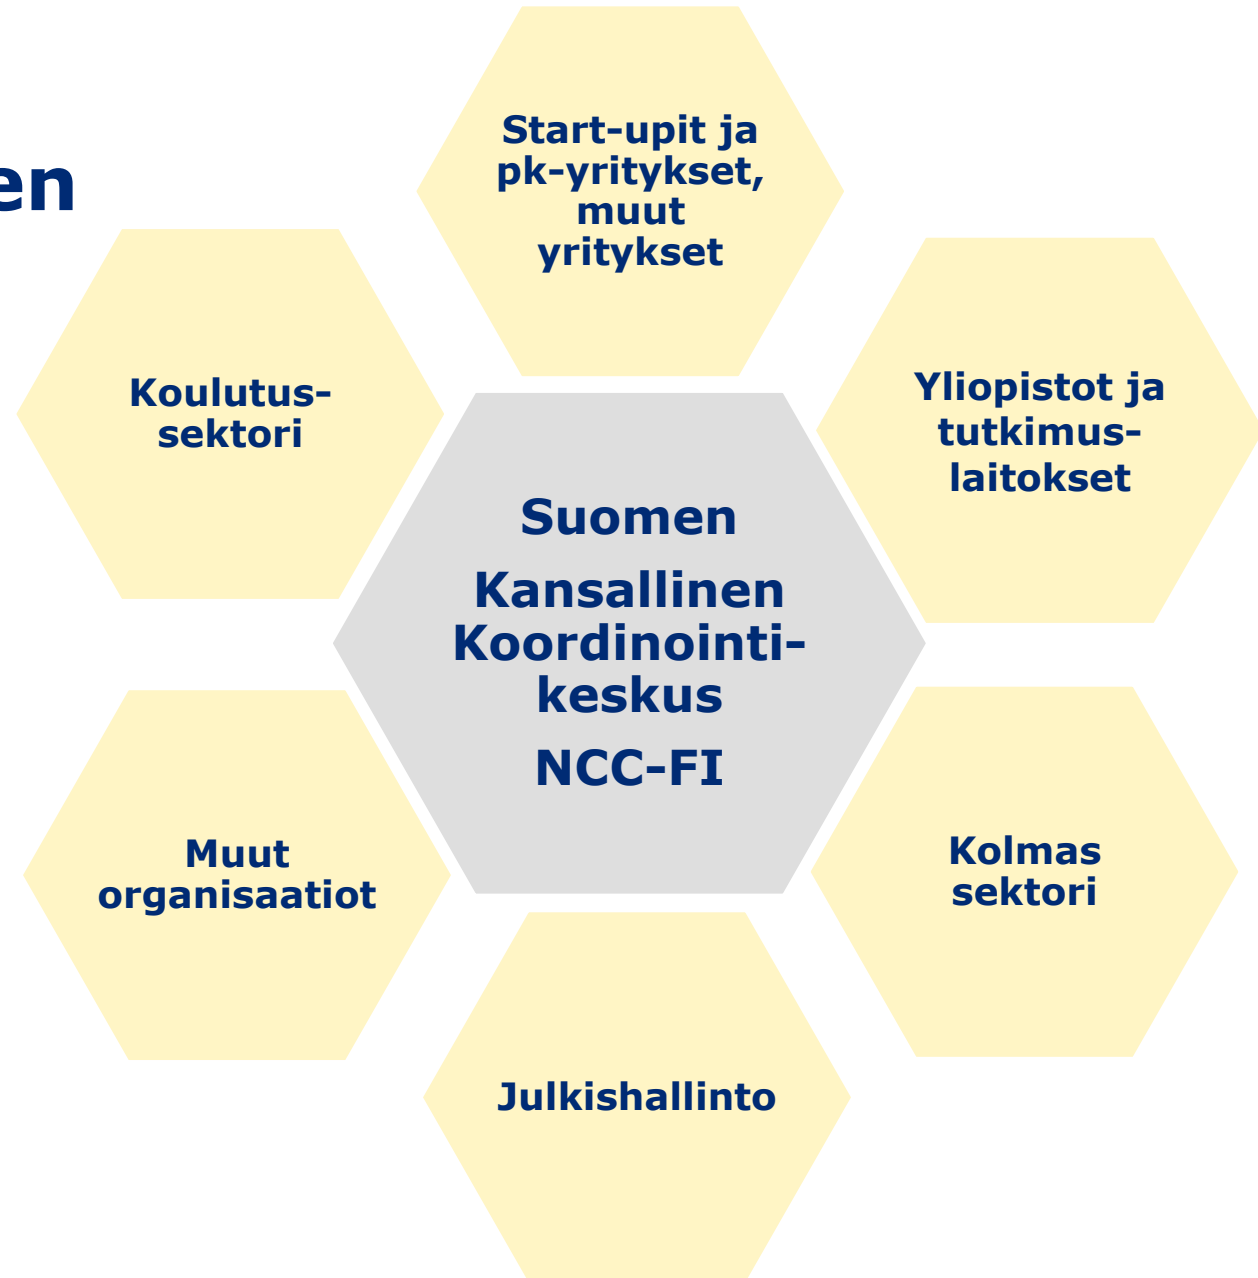 en
Start-upit ja
pk-yritykset,
muut
yritykset
Koulutus-
sektori
Yliopistot ja
tutkimus-
laitokset
Suomen
Kansallinen
Koordinointi-
keskus
NCC-FI
Muut
organisaatiot
Kolmas
sektori
Julkishallinto